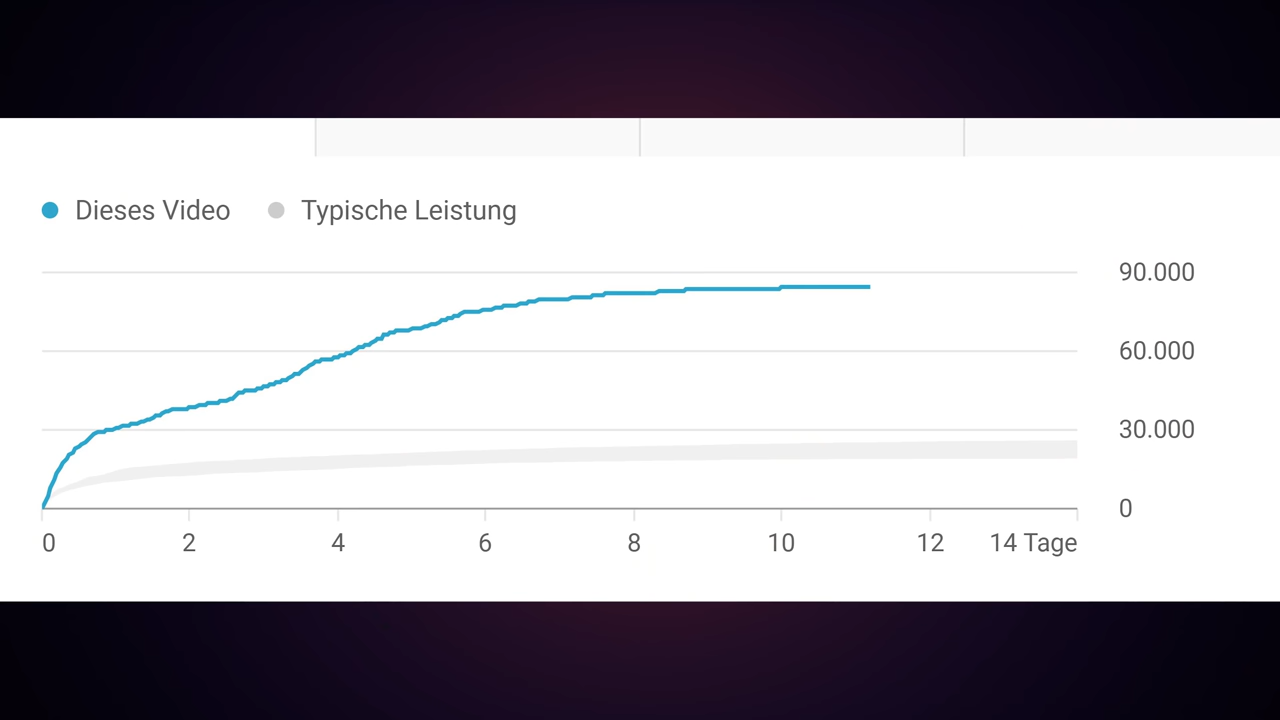 Dieses Video Typische Leistung
90.000
60.000
30.000
0
0 2 4 6 8 10 12 14 Tage